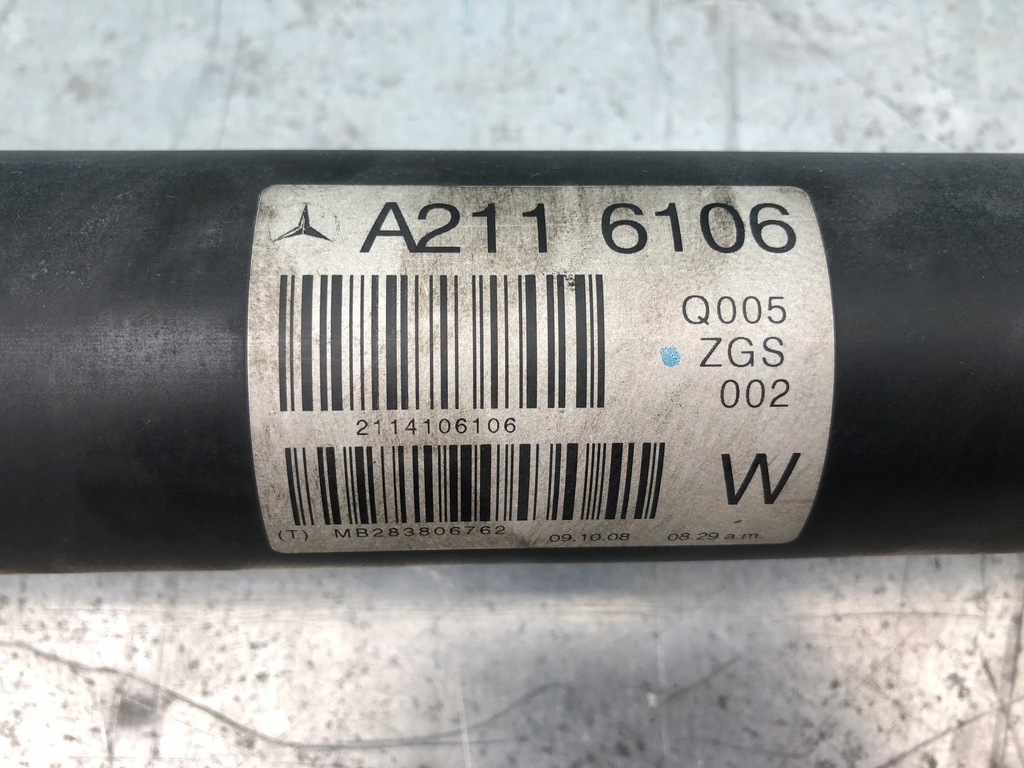 A211 6106
Q005
ZGS
002
2114106106
W
(T) MB283806762 09.10.08 08.29 a.m.